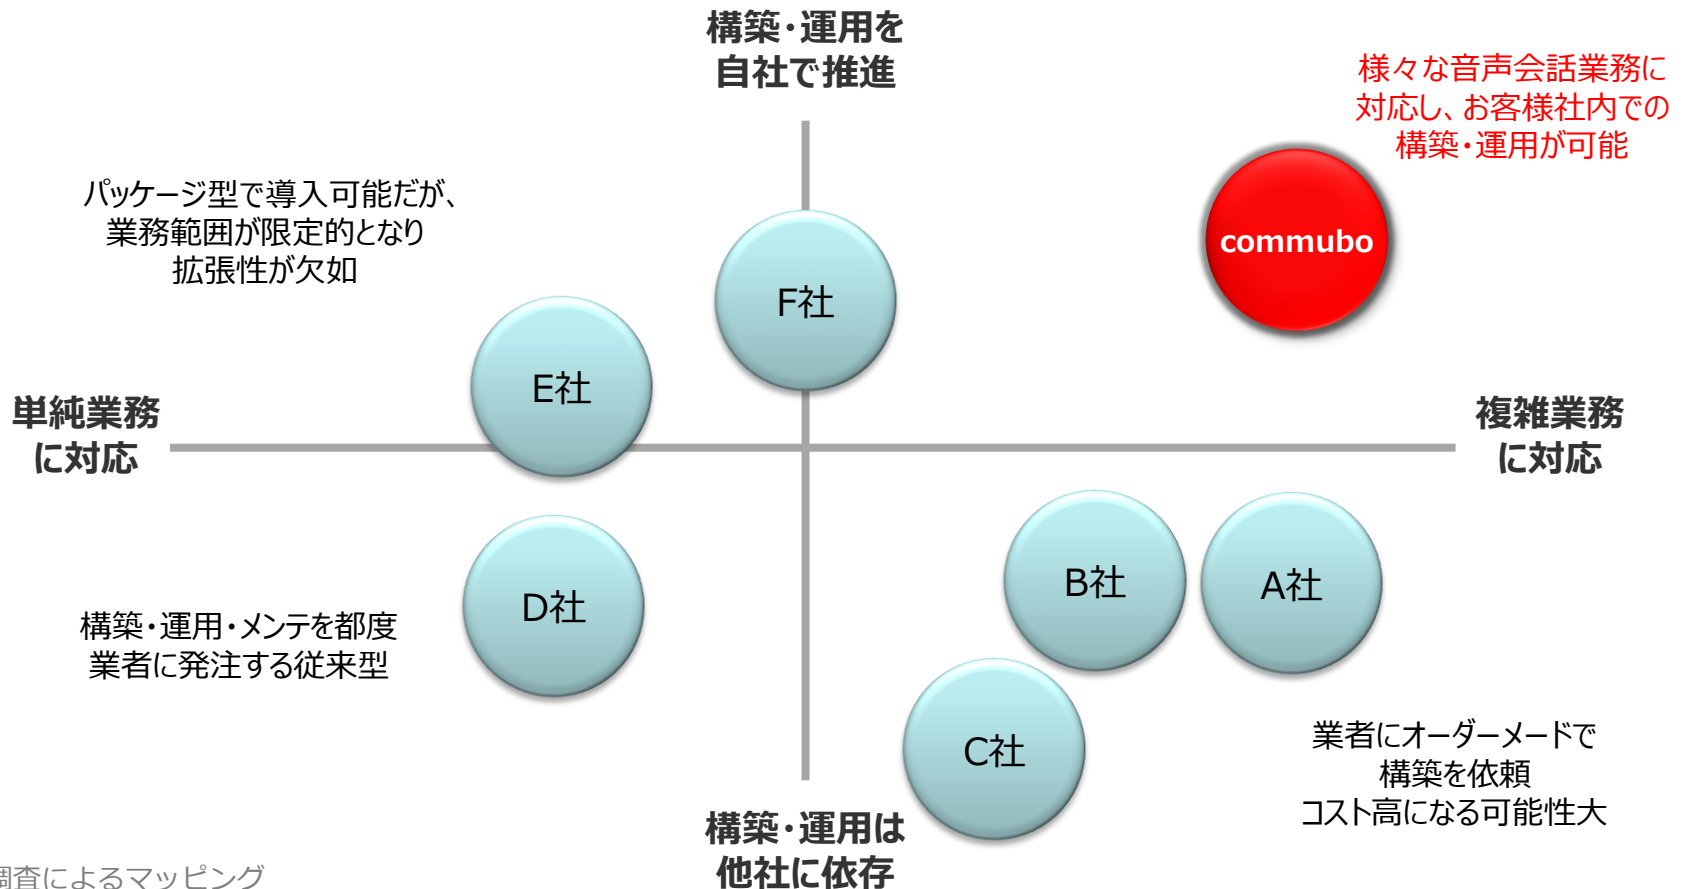 構築・運用を
自社で推進
様々な音声会話業務に
対応し、お客様社内での
構築・運用が可能
パッケージ型で導入可能だが、
業務範囲が限定的となり
拡張性が欠如
commubo
F社
E社
単純業務
に対応
複雑業務
に対応
B社
A社
D社
構築・運用・メンテを都度
業者に発注する従来型
C社
業者にオーダーメードで
構築を依頼
コスト高になる可能性大
構築・運用は
他社に依存
調査によるマッピング